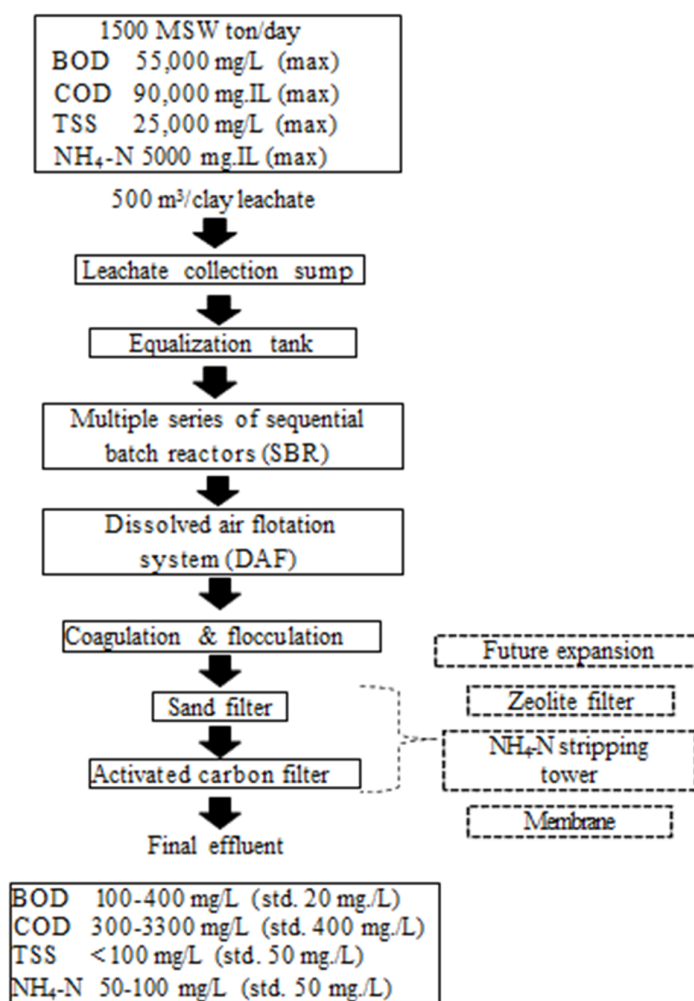 1500 MSW ton/day
BOD 55,000 mg/L (max)
COD 90,000 mg.IL (max)
TSS 25,000 mg/L (max)
NH₄-N 5000 mg.IL (max)
500 m³/clay leachate
Leachate collection sump
Equalization tank
Multiple series of sequential
batch reactors (SBR)
Dissolved air flotation
system (DAF)
Coagulation & flocculation
Sand filter
Activated carbon filter
Future expansion
Zeolite filter
NH₄-N stripping
tower
Membrane
Final effluent
BOD 100-400 mg/L (std. 20 mg./L)
COD 300-3300 mg/L (std. 400 mg./L)
TSS <100 mg/L (std. 50 mg./L)
NH₄-N 50-100 mg/L (std. 50 mg./L)